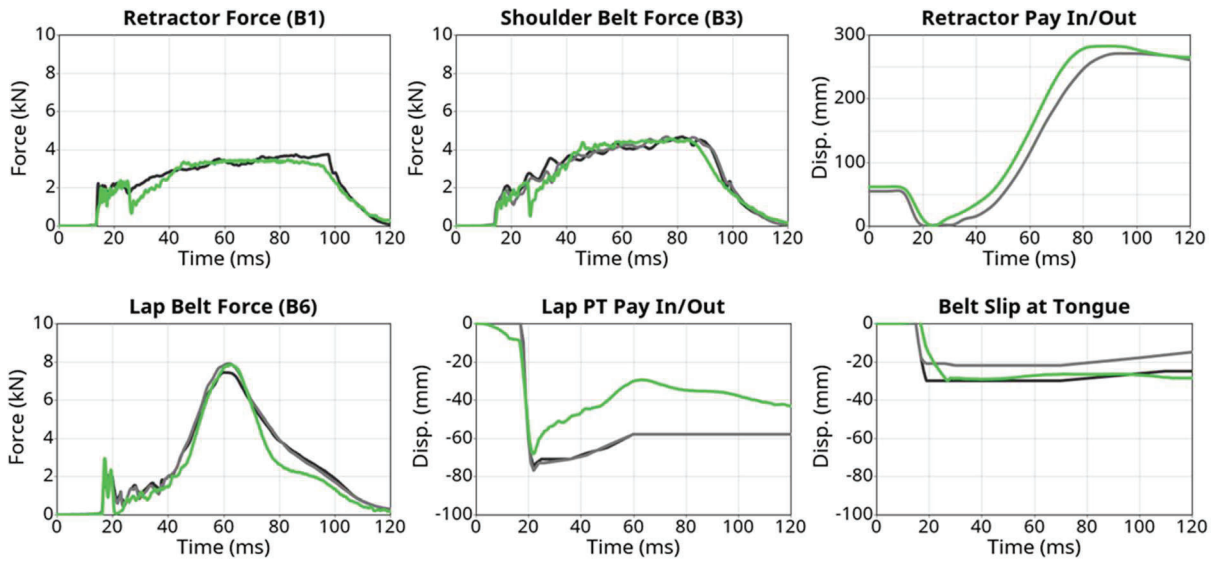 Retractor Force (B1)
Shoulder Belt Force (B3)
Retractor Pay In/Out
Force (kN)
10
8
6
4
2
0
0 20 40 60 80 100 120
Time (ms)
Force (kN)
10
8
6
4
2
0
0 20 40 60 80 100 120
Time (ms)
Disp. (mm)
300
200
100
0
0 20 40 60 80 100 120
Time (ms)
Lap Belt Force (B6)
Lap PT Pay In/Out
Belt Slip at Tongue
Force (kN)
10
8
6
4
2
0
0 20 40 60 80 100 120
Time (ms)
Disp. (mm)
0
-20
-40
-60
-80
-100
0 20 40 60 80 100 120
Time (ms)
Disp. (mm)
0
-20
-40
-60
-80
-100
0 20 40 60 80 100 120
Time (ms)